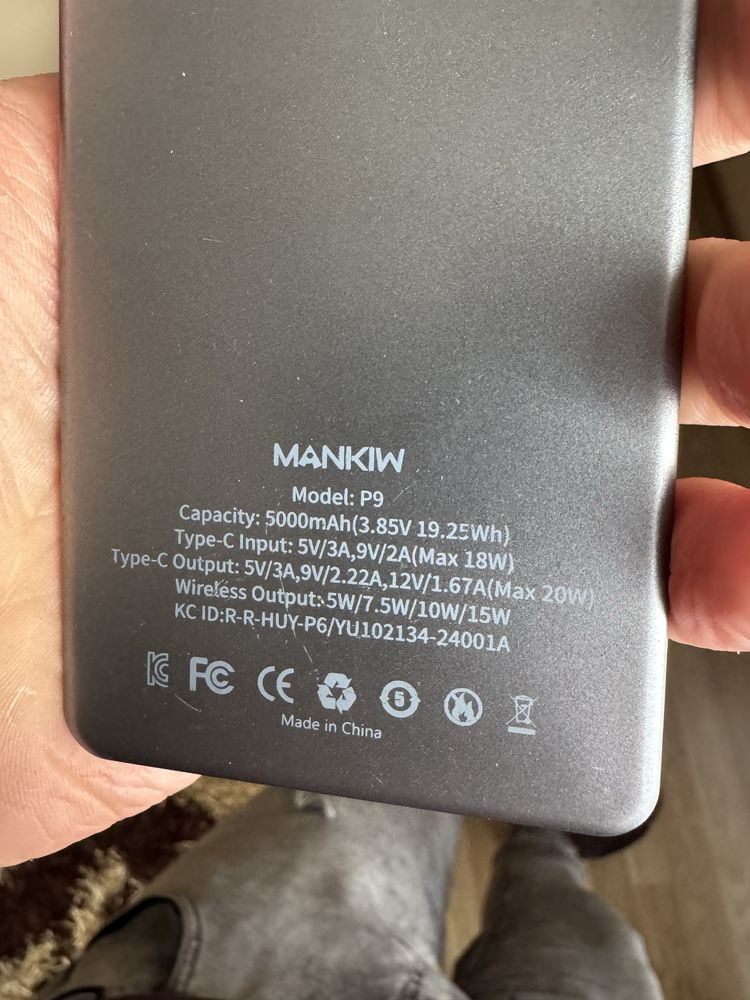 MANKIW
Model: P9
Capacity: 5000mAh(3.85V 19.25Wh)
Type-C Input: 5V/3A,9V/2A(Max 18W)
Type-C Output: 5V/3A,9V/2.22A,12V/1.67A(Max 20W)
Wireless Output: 5W/7.5W/10W/15W
KC ID:R-R-HUY-P6/YU102134-24001A
KC FC CE 5
Made in China